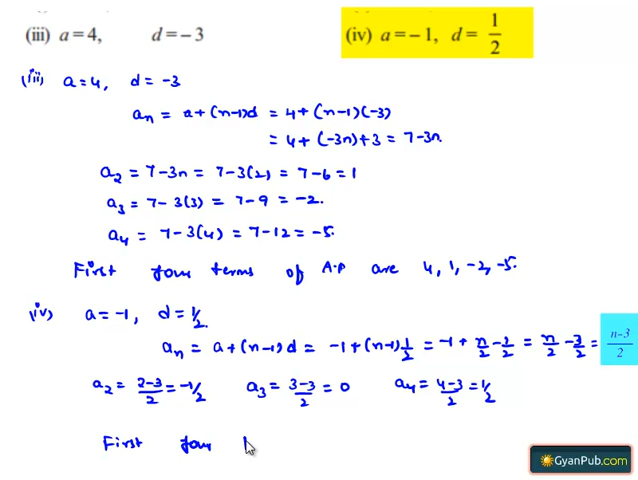 (iii) a = 4, d = – 3 (iv) a = – 1, d = 1/2
(iii) a = 4, d = -3
an = a + (n-1)d = 4 + (n-1)(-3)
= 4 + (-3n) + 3 = 7-3n.
a2 = 7-3n = 7-3(2) = 7-6 = 1
a3 = 7-3(3) = 7-9 = -2.
a4 = 7-3(4) = 7-12 = -5.
First four terms of A.P are 4, 1, -2, -5.
(iv) a = -1, d = 1/2.
an = a + (n-1)d = -1 + (n-1) 1/2 = -1 + n/2 - 1/2 = n/2 - 3/2 = n-3/2
a2 = 2-3/2 = -1/2 a3 = 3-3/2 = 0 a4 = 4-3/2 = 1/2
First four
GyanPub.com